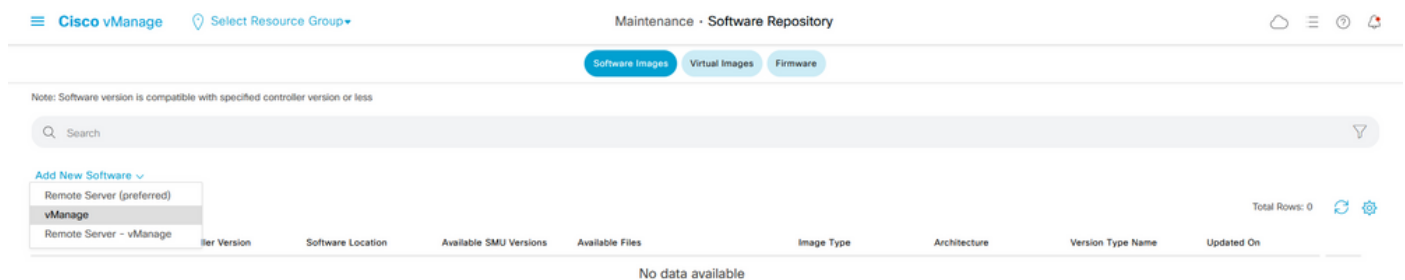 Cisco vManage Select Resource Group Maintenance · Software Repository
Software Images Virtual Images Firmware
Note: Software version is compatible with specified controller version or less
Search
Add New Software
Remote Server (preferred)
vManage
Total Rows: 0
Remote Server - vManage
ller Version Software Location Available SMU Versions Available Files Image Type Architecture Version Type Name Updated On
No data available